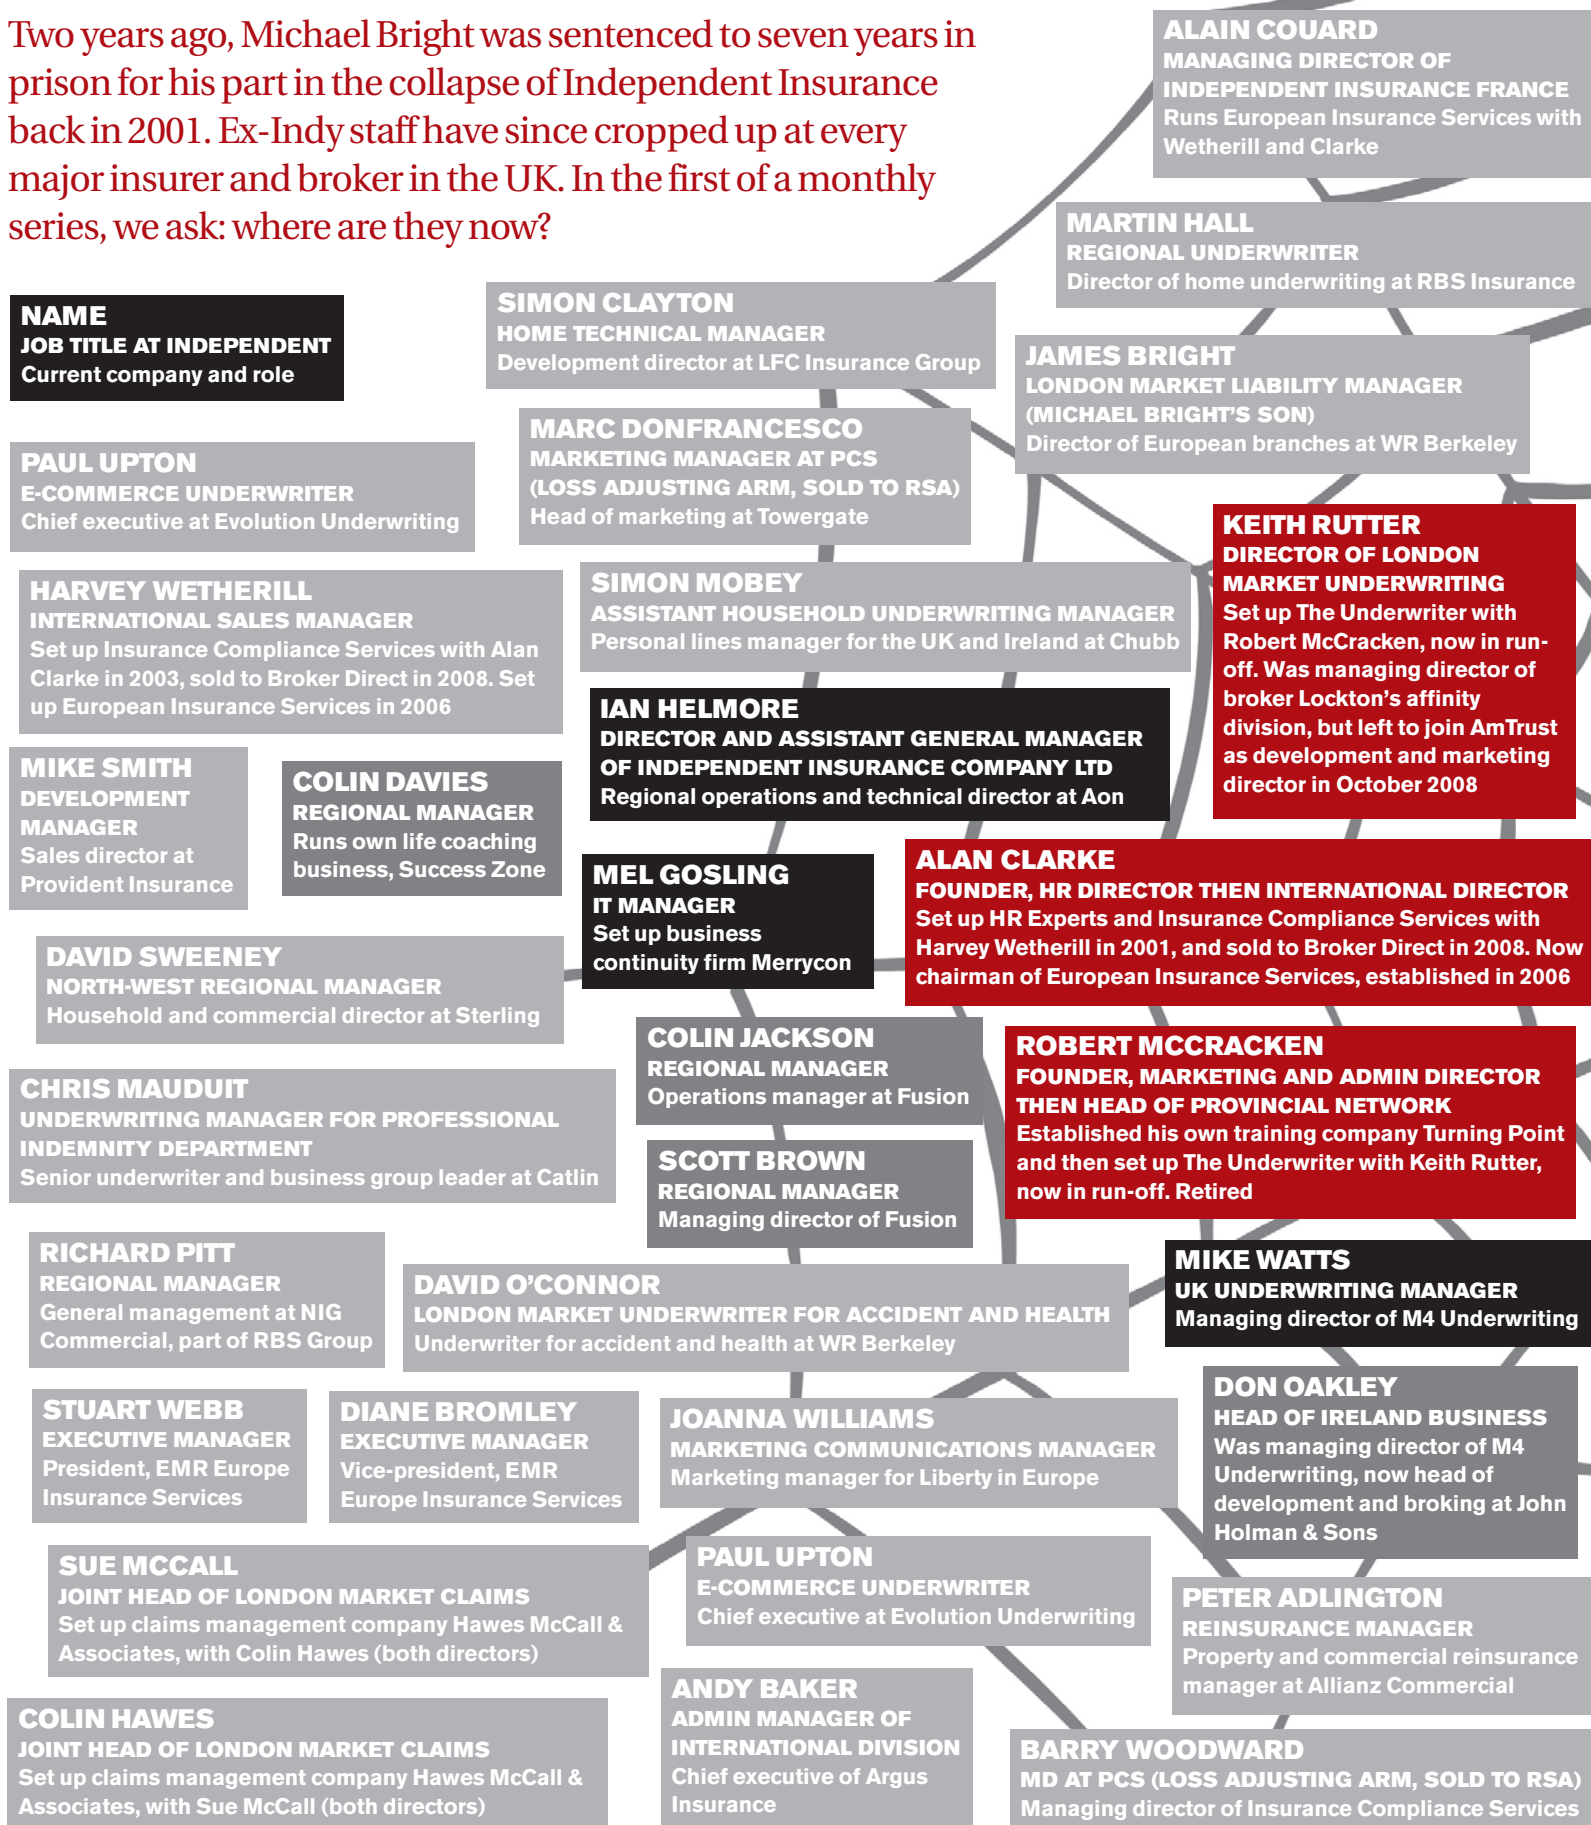 Two years ago, Michael Bright was sentenced to seven years in
prison for his part in the collapse of Independent Insurance
back in 2001. Ex-Indy staff have since cropped up at every
major insurer and broker in the UK. In the first of a monthly
series, we ask: where are they now?
NAME
JOB TITLE AT INDEPENDENT
Current company and role
ALAIN COUARD
MANAGING DIRECTOR OF
INDEPENDENT INSURANCE FRANCE
Runs European Insurance Services with
Wetherill and Clarke
MARTIN HALL
REGIONAL UNDERWRITER
Director of home underwriting at RBS Insurance
SIMON CLAYTON
HOME TECHNICAL MANAGER
Development director at LFC Insurance Group
JAMES BRIGHT
LONDON MARKET LIABILITY MANAGER
(MICHAEL BRIGHT'S SON)
Director of European branches at WR Berkeley
MARC DONFRANCESCO
MARKETING MANAGER AT PCS
(LOSS ADJUSTING ARM, SOLD TO RSA)
Head of marketing at Towergate
PAUL UPTON
E-COMMERCE UNDERWRITER
Chief executive at Evolution Underwriting
KEITH RUTTER
DIRECTOR OF LONDON
MARKET UNDERWRITING
Set up The Underwriter with
Robert McCracken, now in run-
off. Was managing director of
broker Lockton's affinity
division, but left to join AmTrust
as development and marketing
director in October 2008
HARVEY WETHERILL
INTERNATIONAL SALES MANAGER
Set up Insurance Compliance Services with Alan
Clarke in 2003, sold to Broker Direct in 2008. Set
up European Insurance Services in 2006
SIMON MOBEY
ASSISTANT HOUSEHOLD UNDERWRITING MANAGER
Personal lines manager for the UK and Ireland at Chubb
IAN HELMORE
DIRECTOR AND ASSISTANT GENERAL MANAGER
OF INDEPENDENT INSURANCE COMPANY LTD
Regional operations and technical director at Aon
MIKE SMITH
DEVELOPMENT
MANAGER
Sales director at
Provident Insurance
COLIN DAVIES
REGIONAL MANAGER
Runs own life coaching
business, Success Zone
MEL GOSLING
IT MANAGER
Set up business
continuity firm Merrycon
ALAN CLARKE
FOUNDER, HR DIRECTOR THEN INTERNATIONAL DIRECTOR
Set up HR Experts and Insurance Compliance Services with
Harvey Wetherill in 2001, and sold to Broker Direct in 2008. Now
chairman of European Insurance Services, established in 2006
DAVID SWEENEY
NORTH-WEST REGIONAL MANAGER
Household and commercial director at Sterling
COLIN JACKSON
REGIONAL MANAGER
Operations manager at Fusion
ROBERT MCCRACKEN
FOUNDER, MARKETING AND ADMIN DIRECTOR
THEN HEAD OF PROVINCIAL NETWORK
Established his own training company Turning Point
and then set up The Underwriter with Keith Rutter,
now in run-off. Retired
CHRIS MAUDUIT
UNDERWRITING MANAGER FOR PROFESSIONAL
INDEMNITY DEPARTMENT
Senior underwriter and business group leader at Catlin
SCOTT BROWN
REGIONAL MANAGER
Managing director of Fusion
RICHARD PITT
REGIONAL MANAGER
General management at NIG
Commercial, part of RBS Group
DAVID O'CONNOR
LONDON MARKET UNDERWRITER FOR ACCIDENT AND HEALTH
Underwriter for accident and health at WR Berkeley
MIKE WATTS
UK UNDERWRITING MANAGER
Managing director of M4 Underwriting
STUART WEBB
EXECUTIVE MANAGER
President, EMR Europe
Insurance Services
DIANE BROMLEY
EXECUTIVE MANAGER
Vice-president, EMR
Europe Insurance Services
JOANNA WILLIAMS
MARKETING COMMUNICATIONS MANAGER
Marketing manager for Liberty in Europe
DON OAKLEY
HEAD OF IRELAND BUSINESS
Was managing director of M4
Underwriting, now head of
development and broking at John
Holman & Sons
SUE MCCALL
JOINT HEAD OF LONDON MARKET CLAIMS
Set up claims management company Hawes McCall &
Associates, with Colin Hawes (both directors)
PAUL UPTON
E-COMMERCE UNDERWRITER
Chief executive at Evolution Underwriting
PETER ADLINGTON
REINSURANCE MANAGER
Property and commercial reinsurance
manager at Allianz Commercial
COLIN HAWES
JOINT HEAD OF LONDON MARKET CLAIMS
Set up claims management company Hawes McCall &
Associates, with Sue McCall (both directors)
ANDY BAKER
ADMIN MANAGER OF
INTERNATIONAL DIVISION
Chief executive of Argus
Insurance
BARRY WOODWARD
MD AT PCS (LOSS ADJUSTING ARM, SOLD TO RSA)
Managing director of Insurance Compliance Services